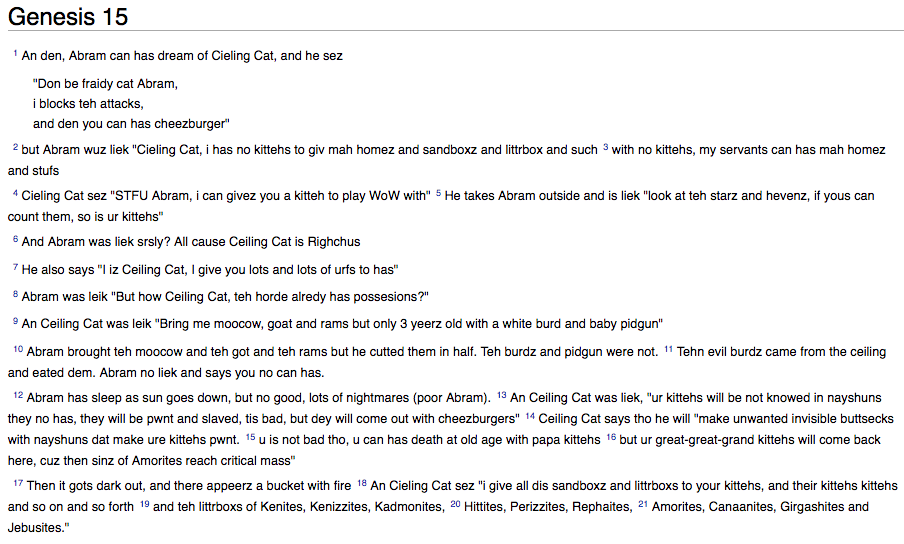 Genesis 15
1 An den, Abram can has dream of Cieling Cat, and he sez
"Don be fraidy cat Abram,
i blocks teh attacks,
and den you can has cheezburger"
2 but Abram wuz liek "Cieling Cat, i has no kittehs to giv mah homez and sandboxz and littrbox and such 3 with no kittehs, my servants can has mah homez
and stufs
4 Cieling Cat sez "STFU Abram, i can givez you a kitteh to play WoW with" 5 He takes Abram outside and is liek "look at teh starz and hevenz, if yous can
count them, so is ur kittehs"
6 And Abram was liek srsly? All cause Ceiling Cat is Righchus
7 He also says "I iz Ceiling Cat, I give you lots and lots of urfs to has"
8 Abram was leik "But how Ceiling Cat, teh horde alredy has possesions?"
9 An Ceiling Cat was leik "Bring me moocow, goat and rams but only 3 yeerz old with a white burd and baby pidgun"
10 Abram brought teh moocow and teh got and teh rams but he cutted them in half. Teh burdz and pidgun were not. 11 Tehn evil burdz came from the ceiling
and eated dem. Abram no liek and says you no can has.
12 Abram has sleep as sun goes down, but no good, lots of nightmares (poor Abram). 13 An Ceiling Cat was liek, "ur kittehs will be not knowed in nayshuns
they no has, they will be pwnt and slaved, tis bad, but dey will come out with cheezburgers" 14 Ceiling Cat says tho he will "make unwanted invisible buttsecks
with nayshuns dat make ure kittehs pwnt. 15 u is not bad tho, u can has death at old age with papa kittehs 16 but ur great-great-grand kittehs will come back
here, cuz then sinz of Amorites reach critical mass"
17 Then it gots dark out, and there appeerz a bucket with fire 18 An Cieling Cat sez "i give all dis sandboxz and littrboxs to your kittehs, and their kittehs kittehs
and so on and so forth 19 and teh littrboxs of Kenites, Kenizzites, Kadmonites, 20 Hittites, Perizzites, Rephaites, 21 Amorites, Canaanites, Girgashites and
Jebusites."